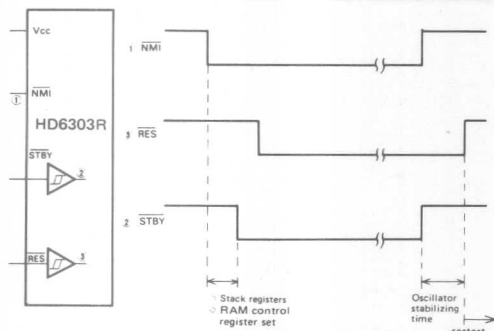 Vcc
1 NMI
① NMI
HD6303R
3 RES
STBY
2
2 STBY
RES
3
Stack registers
RAM control
register set
Oscillator
stabilizing
time
restart